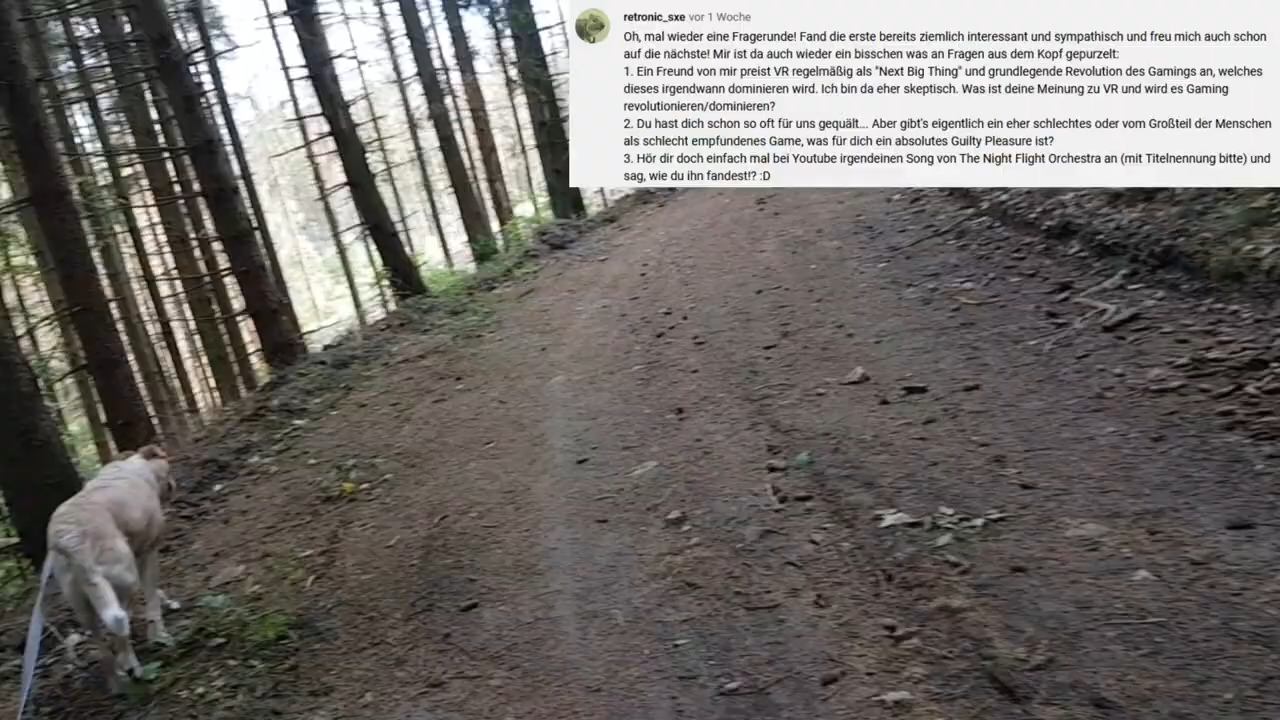 retronic_sxe vor 1 Woche
Oh, mal wieder eine Fragerunde! Fand die erste bereits ziemlich interessant und sympathisch und freu mich auch schon
auf die nächste! Mir ist da auch wieder ein bisschen was an Fragen aus dem Kopf gepurzelt:
1. Ein Freund von mir preist VR regelmäßig als "Next Big Thing" und grundlegende Revolution des Gamings an, welches
dieses irgendwann dominieren wird. Ich bin da eher skeptisch. Was ist deine Meinung zu VR und wird es Gaming
revolutionieren/dominieren?
2. Du hast dich schon so oft für uns gequält... Aber gibt's eigentlich ein eher schlechtes oder vom Großteil der Menschen
als schlecht empfundenes Game, was für dich ein absolutes Guilty Pleasure ist?
3. Hör dir doch einfach mal bei Youtube irgendeinen Song von The Night Flight Orchestra an (mit Titelnennung bitte) und
sag, wie du ihn fandest!? :D